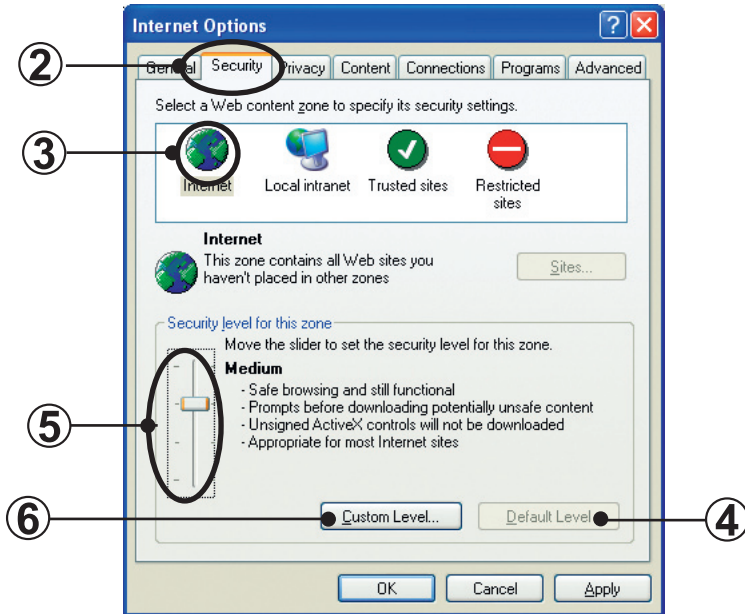 Internet Options
2
General Security Privacy Content Connections Programs Advanced
Select a Web content zone to specify its security settings.
3
Internet
Local intranet
Trusted sites
Restricted
sites
Internet
This zone contains all Web sites you
haven't placed in other zones
Sites...
Security level for this zone
Move the slider to set the security level for this zone.
Medium
- Safe browsing and still functional
- Prompts before downloading potentially unsafe content
- Unsigned ActiveX controls will not be downloaded
- Appropriate for most Internet sites
5
6
Custom Level...
Default Level
4
OK
Cancel
Apply